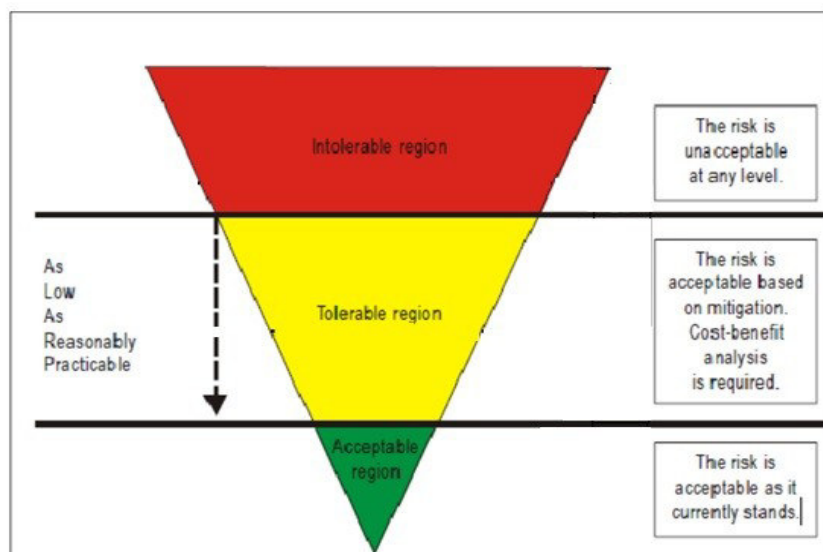 Intolerable region
The risk is
unacceptable
at any level.
As
Low
As
Reasonably
Practicable
Tolerable region
The risk is
acceptable based
on mitigation.
Cost-benefit
analysis
is required.
Acceptable
region
The risk is
acceptable as it
currently stands.